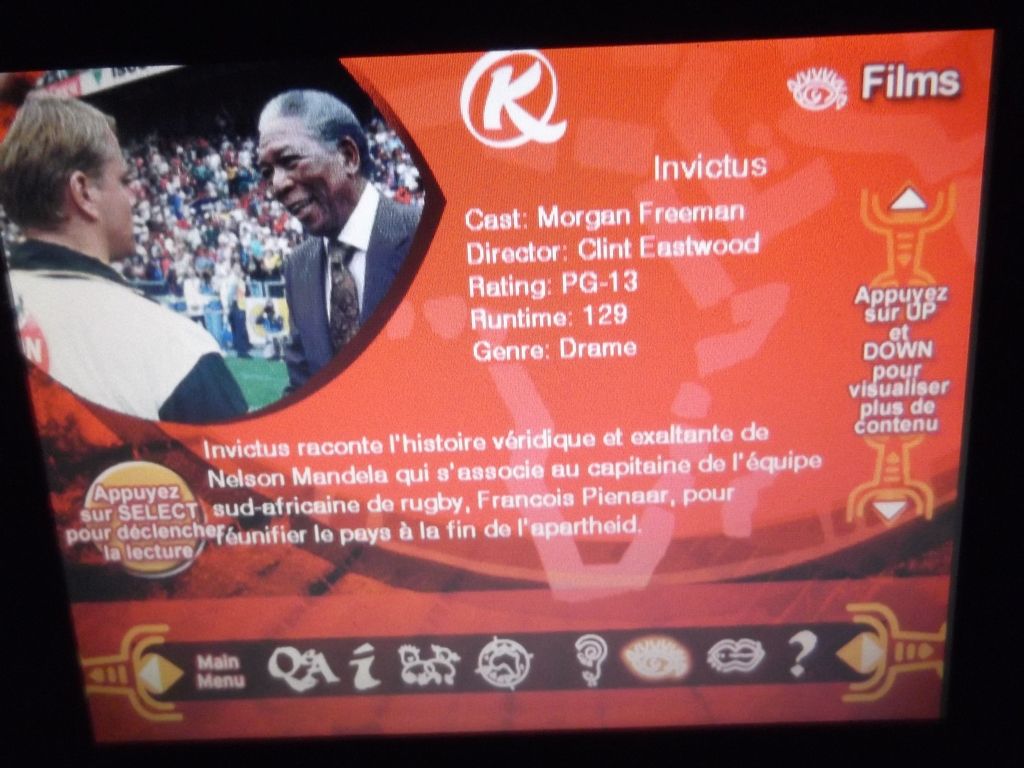 K
Films
Invictus
Cast: Morgan Freeman
Director: Clint Eastwood
Rating: PG-13
Runtime: 129
Genre: Drame
Appuyez
sur UP
et
DOWN
pour
visualiser
plus de
contenu
Invictus raconte l'histoire véridique et exaltante de
Nelson Mandela qui s'associe au capitaine de l'équipe
sud-africaine de rugby, Francois Pienaar, pour
réunifier le pays à la fin de l'apartheid.
Appuyez
sur SELECT
pour déclencher
la lecture
Main
Menu
QA
i
?